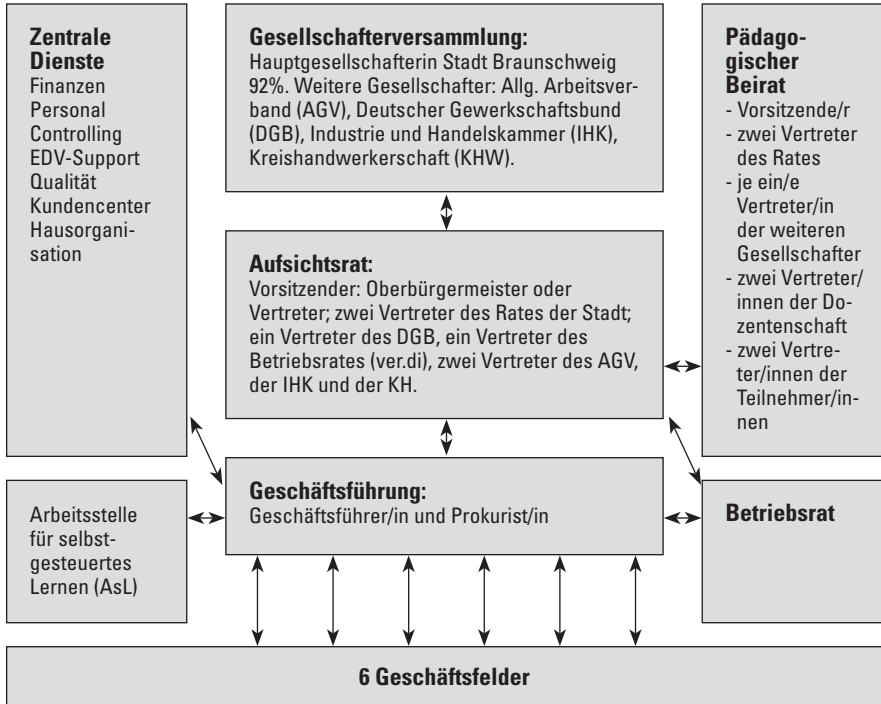 Zentrale
Dienste
Finanzen
Personal
Controlling
EDV-Support
Qualität
Kundencenter
Hausorgani-
sation
Gesellschafterversammlung:
Hauptgesellschafterin Stadt Braunschweig
92%. Weitere Gesellschafter: Allg. Arbeitsver-
band (AGV), Deutscher Gewerkschaftsbund
(DGB), Industrie und Handelskammer (IHK),
Kreishandwerkerschaft (KHW).
Pädago-
gischer
Beirat
- Vorsitzende/r
- zwei Vertreter
des Rates
- je ein/e
Vertreter/in
der weiteren
Gesellschafter
- zwei Vertreter/
innen der Do-
zentenschaft
- zwei Vertre-
ter/innen der
Teilnehmer/in-
nen
Aufsichtsrat:
Vorsitzender: Oberbürgermeister oder
Vertreter; zwei Vertreter des Rates der Stadt;
ein Vertreter des DGB, ein Vertreter des
Betriebsrates (ver.di), zwei Vertreter des AGV,
der IHK und der KH.
Arbeitsstelle
für selbst-
gesteuertes
Lernen (AsL)
Geschäftsführung:
Geschäftsführer/in und Prokurist/in
Betriebsrat
6 Geschäftsfelder